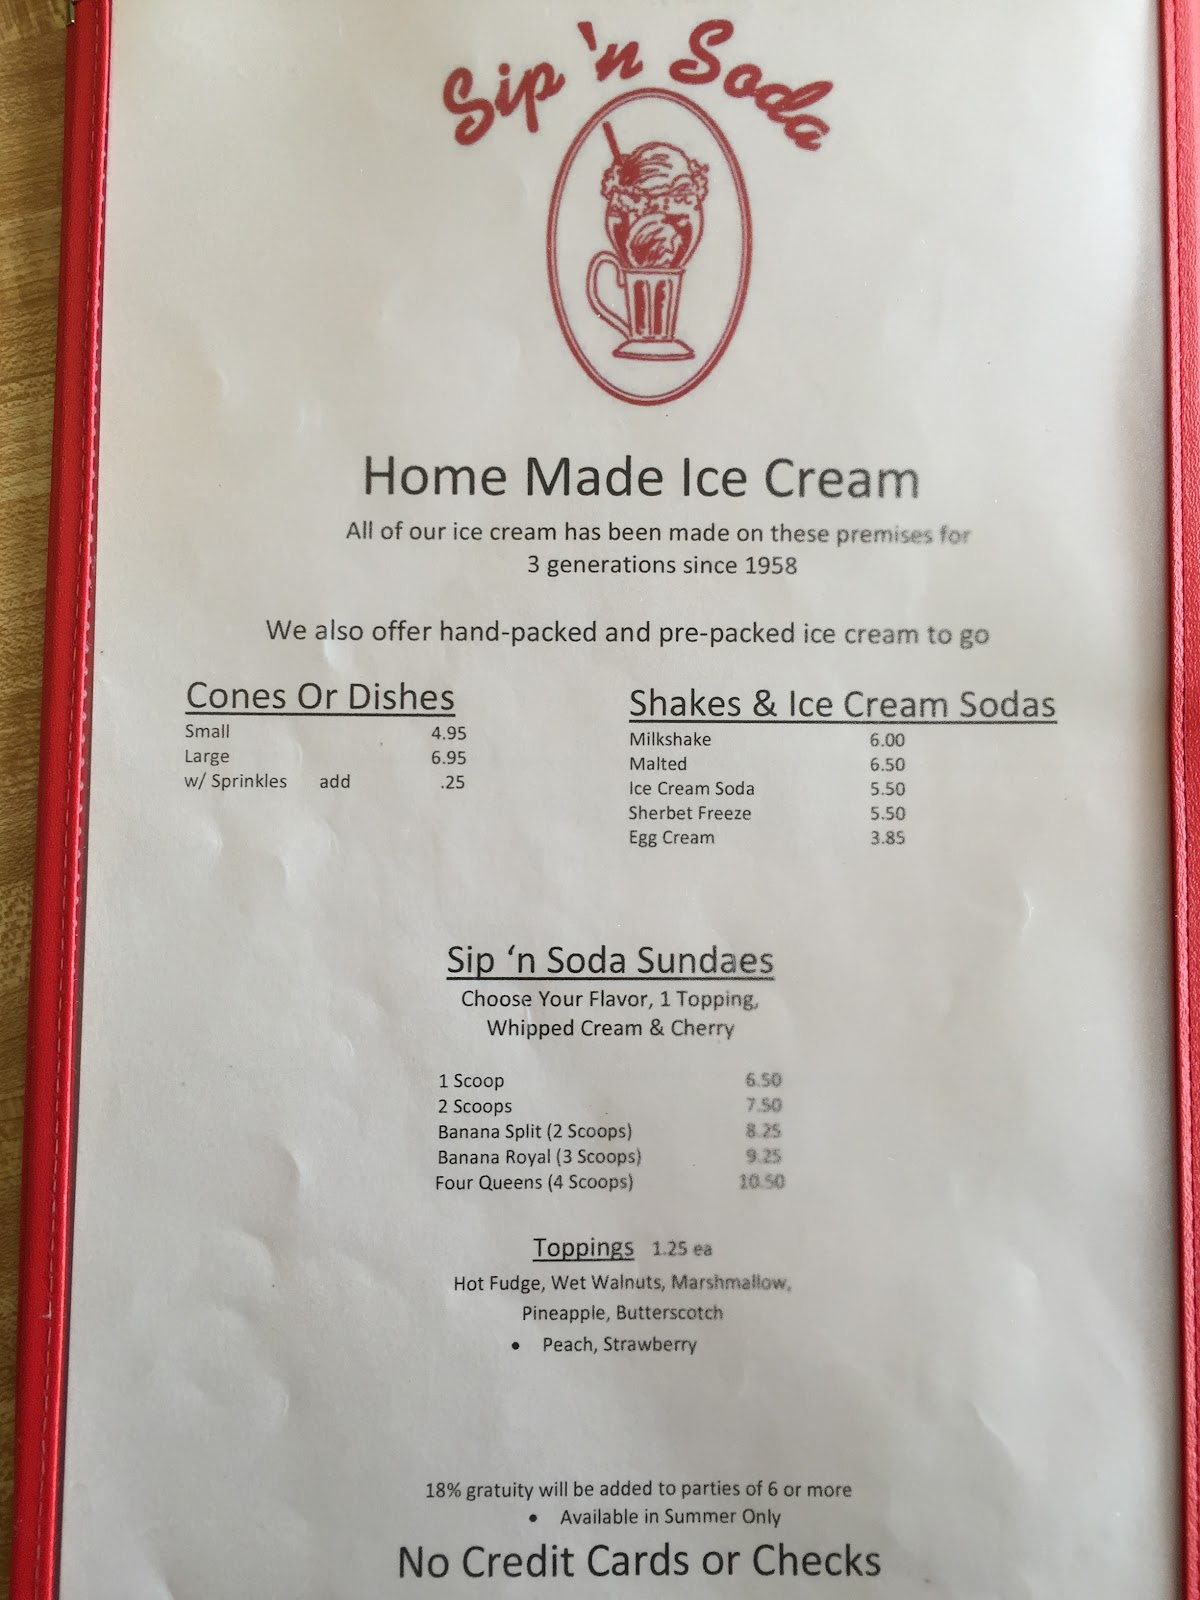 Sip 'n Soda
Home Made Ice Cream
All of our ice cream has been made on these premises for
3 generations since 1958
We also offer hand-packed and pre-packed ice cream to go
Cones Or Dishes
Small 4.95
Large 6.95
w/ Sprinkles add .25
Shakes & Ice Cream Sodas
Milkshake 6.00
Malted 6.50
Ice Cream Soda 5.50
Sherbet Freeze 5.50
Egg Cream 3.85
Sip ‘n Soda Sundaes
Choose Your Flavor, 1 Topping,
Whipped Cream & Cherry
1 Scoop 6.50
2 Scoops 7.50
Banana Split (2 Scoops) 8.25
Banana Royal (3 Scoops) 9.25
Four Queens (4 Scoops) 10.50
Toppings 1.25 ea
Hot Fudge, Wet Walnuts, Marshmallow,
Pineapple, Butterscotch
• Peach, Strawberry
18% gratuity will be added to parties of 6 or more
• Available in Summer Only
No Credit Cards or Checks